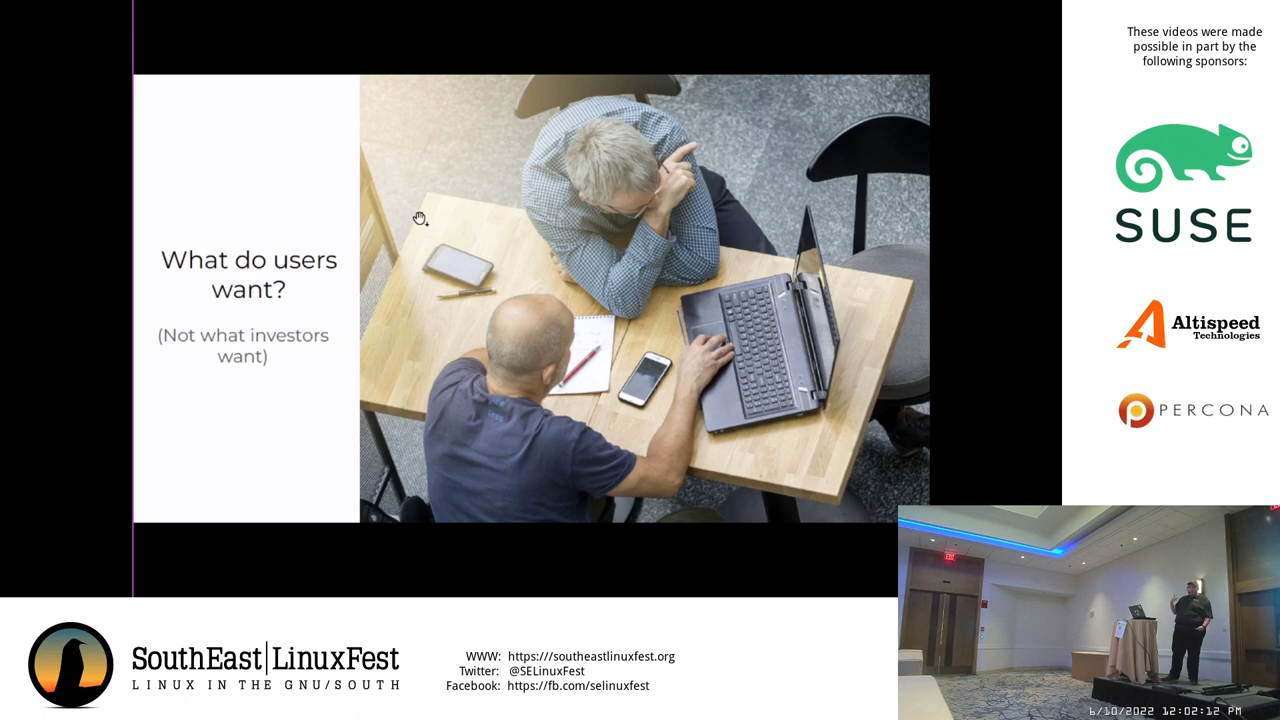 These videos were made
possible in part by the
following sponsors:
SUSE
Altispeed
Technologies
PERCONA
What do users
want?
(Not what investors
want)
EXIT
SouthEast LinuxFest
LINUX IN THE GNU/SOUTH
WWW: https:///southeastlinuxfest.org
Twitter: @SELinuxFest
Facebook: https://fb.com/selinuxfest
6/10/2022 12:02:12 PM